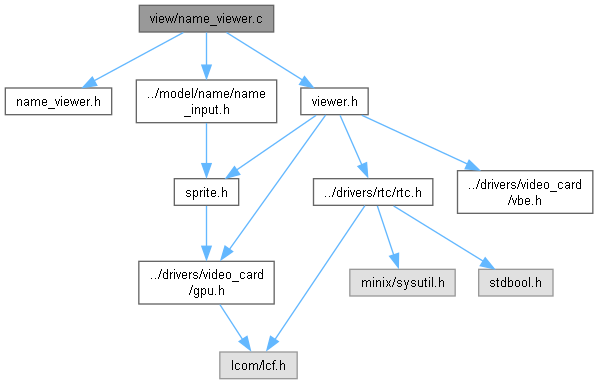 view/name_viewer.c
name_viewer.h
../model/name/name
_input.h
viewer.h
sprite.h
../drivers/rtc/rtc.h
../drivers/video_card
/vbe.h
../drivers/video_card
/gpu.h
minix/sysutil.h
stdbool.h
lcom/lcf.h